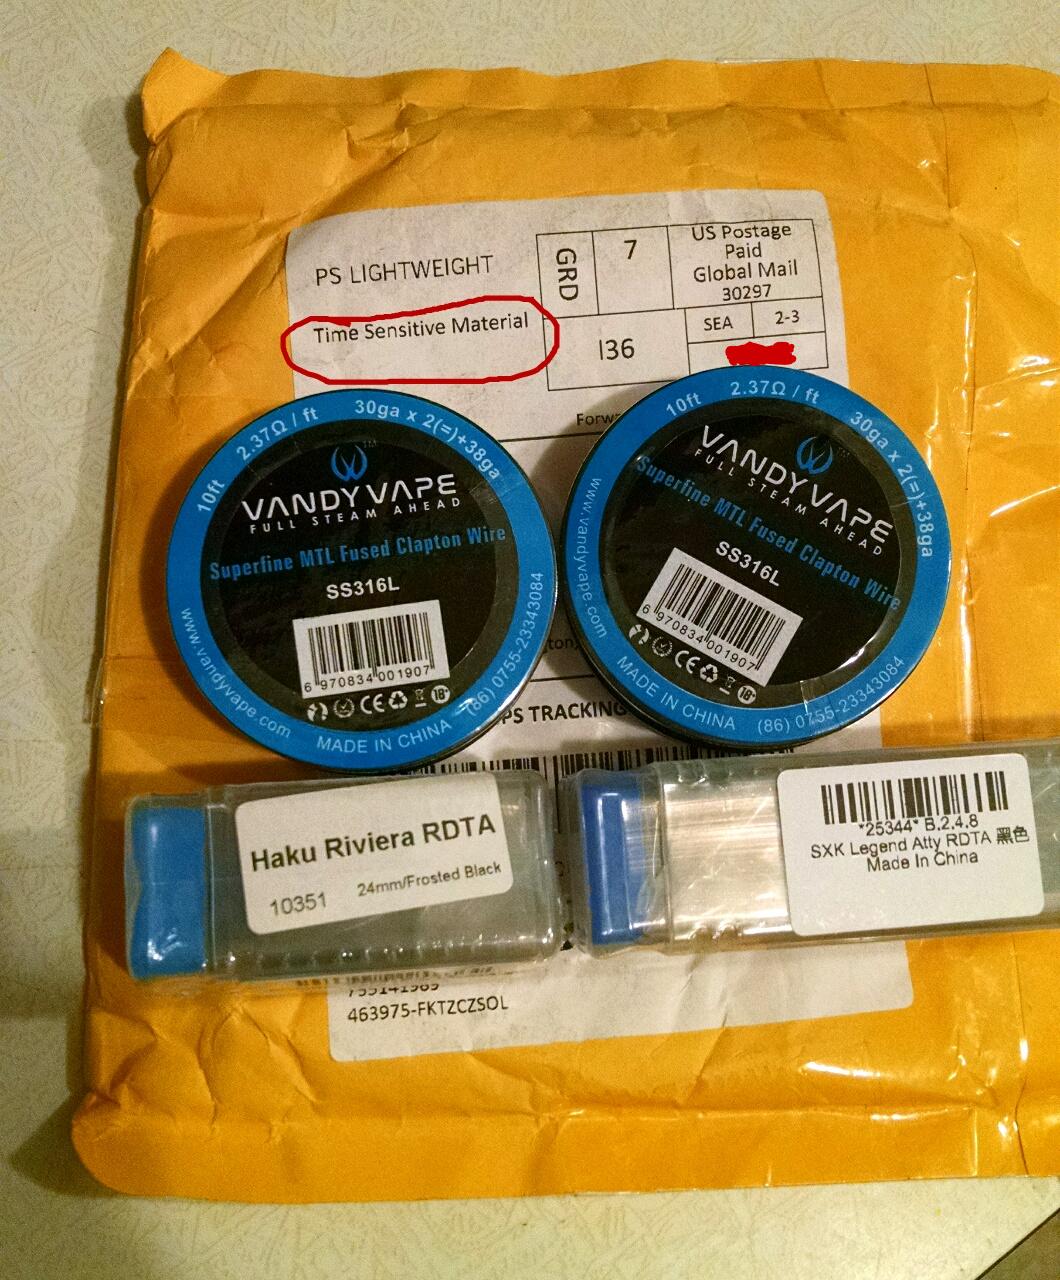 PS LIGHTWEIGHT
GRD
7
US Postage
Paid
Global Mail
30297
Time Sensitive Material
I36
SEA
2-3
10ft 2.37Ω / ft 30ga x 2(=)+38ga
VANDY VAPE
FULL STEAM AHEAD
Superfine MTL Fused Clapton Wire
SS316L
6 970834 001907
CE 18+
www.vandyvape.com MADE IN CHINA (86) 0755-23343084
10ft 2.37Ω / ft 30ga x 2(=)+38ga
VANDY VAPE
FULL STEAM AHEAD
Superfine MTL Fused Clapton Wire
SS316L
6 970834 001907
CE 18+
www.vandyvape.com MADE IN CHINA (86) 0755-23343084
PS TRACKING
Haku Riviera RDTA
10351 24mm/Frosted Black
*25344* B.2.4.8
SXK Legend Atty RDTA 黑色
Made In China
463975-FKTZCZSOL